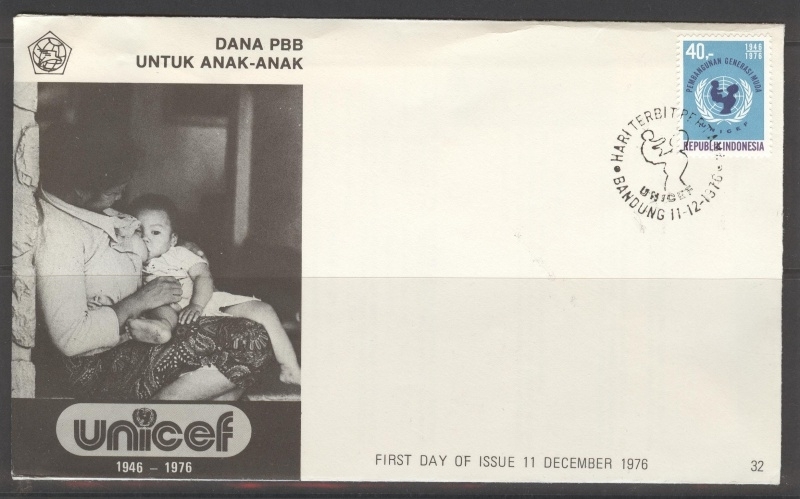 DANA PBB
UNTUK ANAK-ANAK
40,-
1946
1976
PEMBANGUNAN GENERASI MUDA
UNICEF
REPUBLIK INDONESIA
HARI TERBIT PERTAMA
UNICEF
BANDUNG 11-12-1976
unicef
1946 - 1976
FIRST DAY OF ISSUE 11 DECEMBER 1976
32